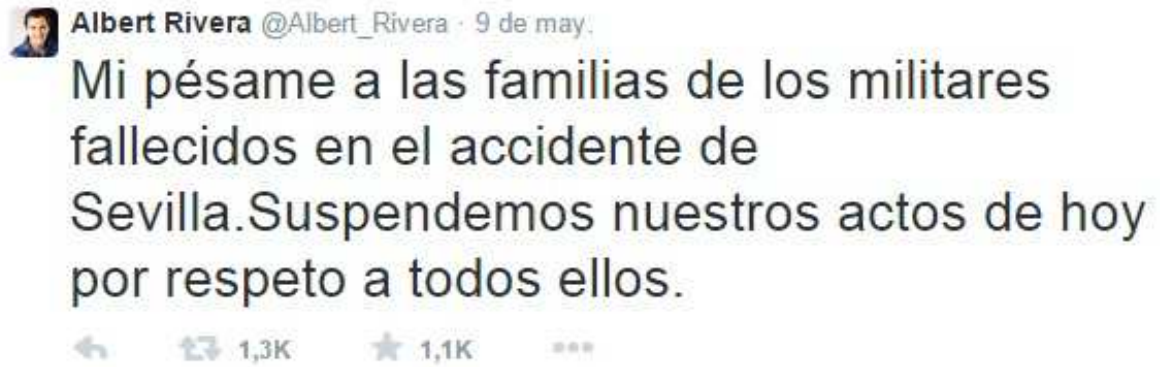 Albert Rivera @Albert_Rivera · 9 de may.
Mi pésame a las familias de los militares
fallecidos en el accidente de
Sevilla.Suspendemos nuestros actos de hoy
por respeto a todos ellos.
1,3K 1,1K